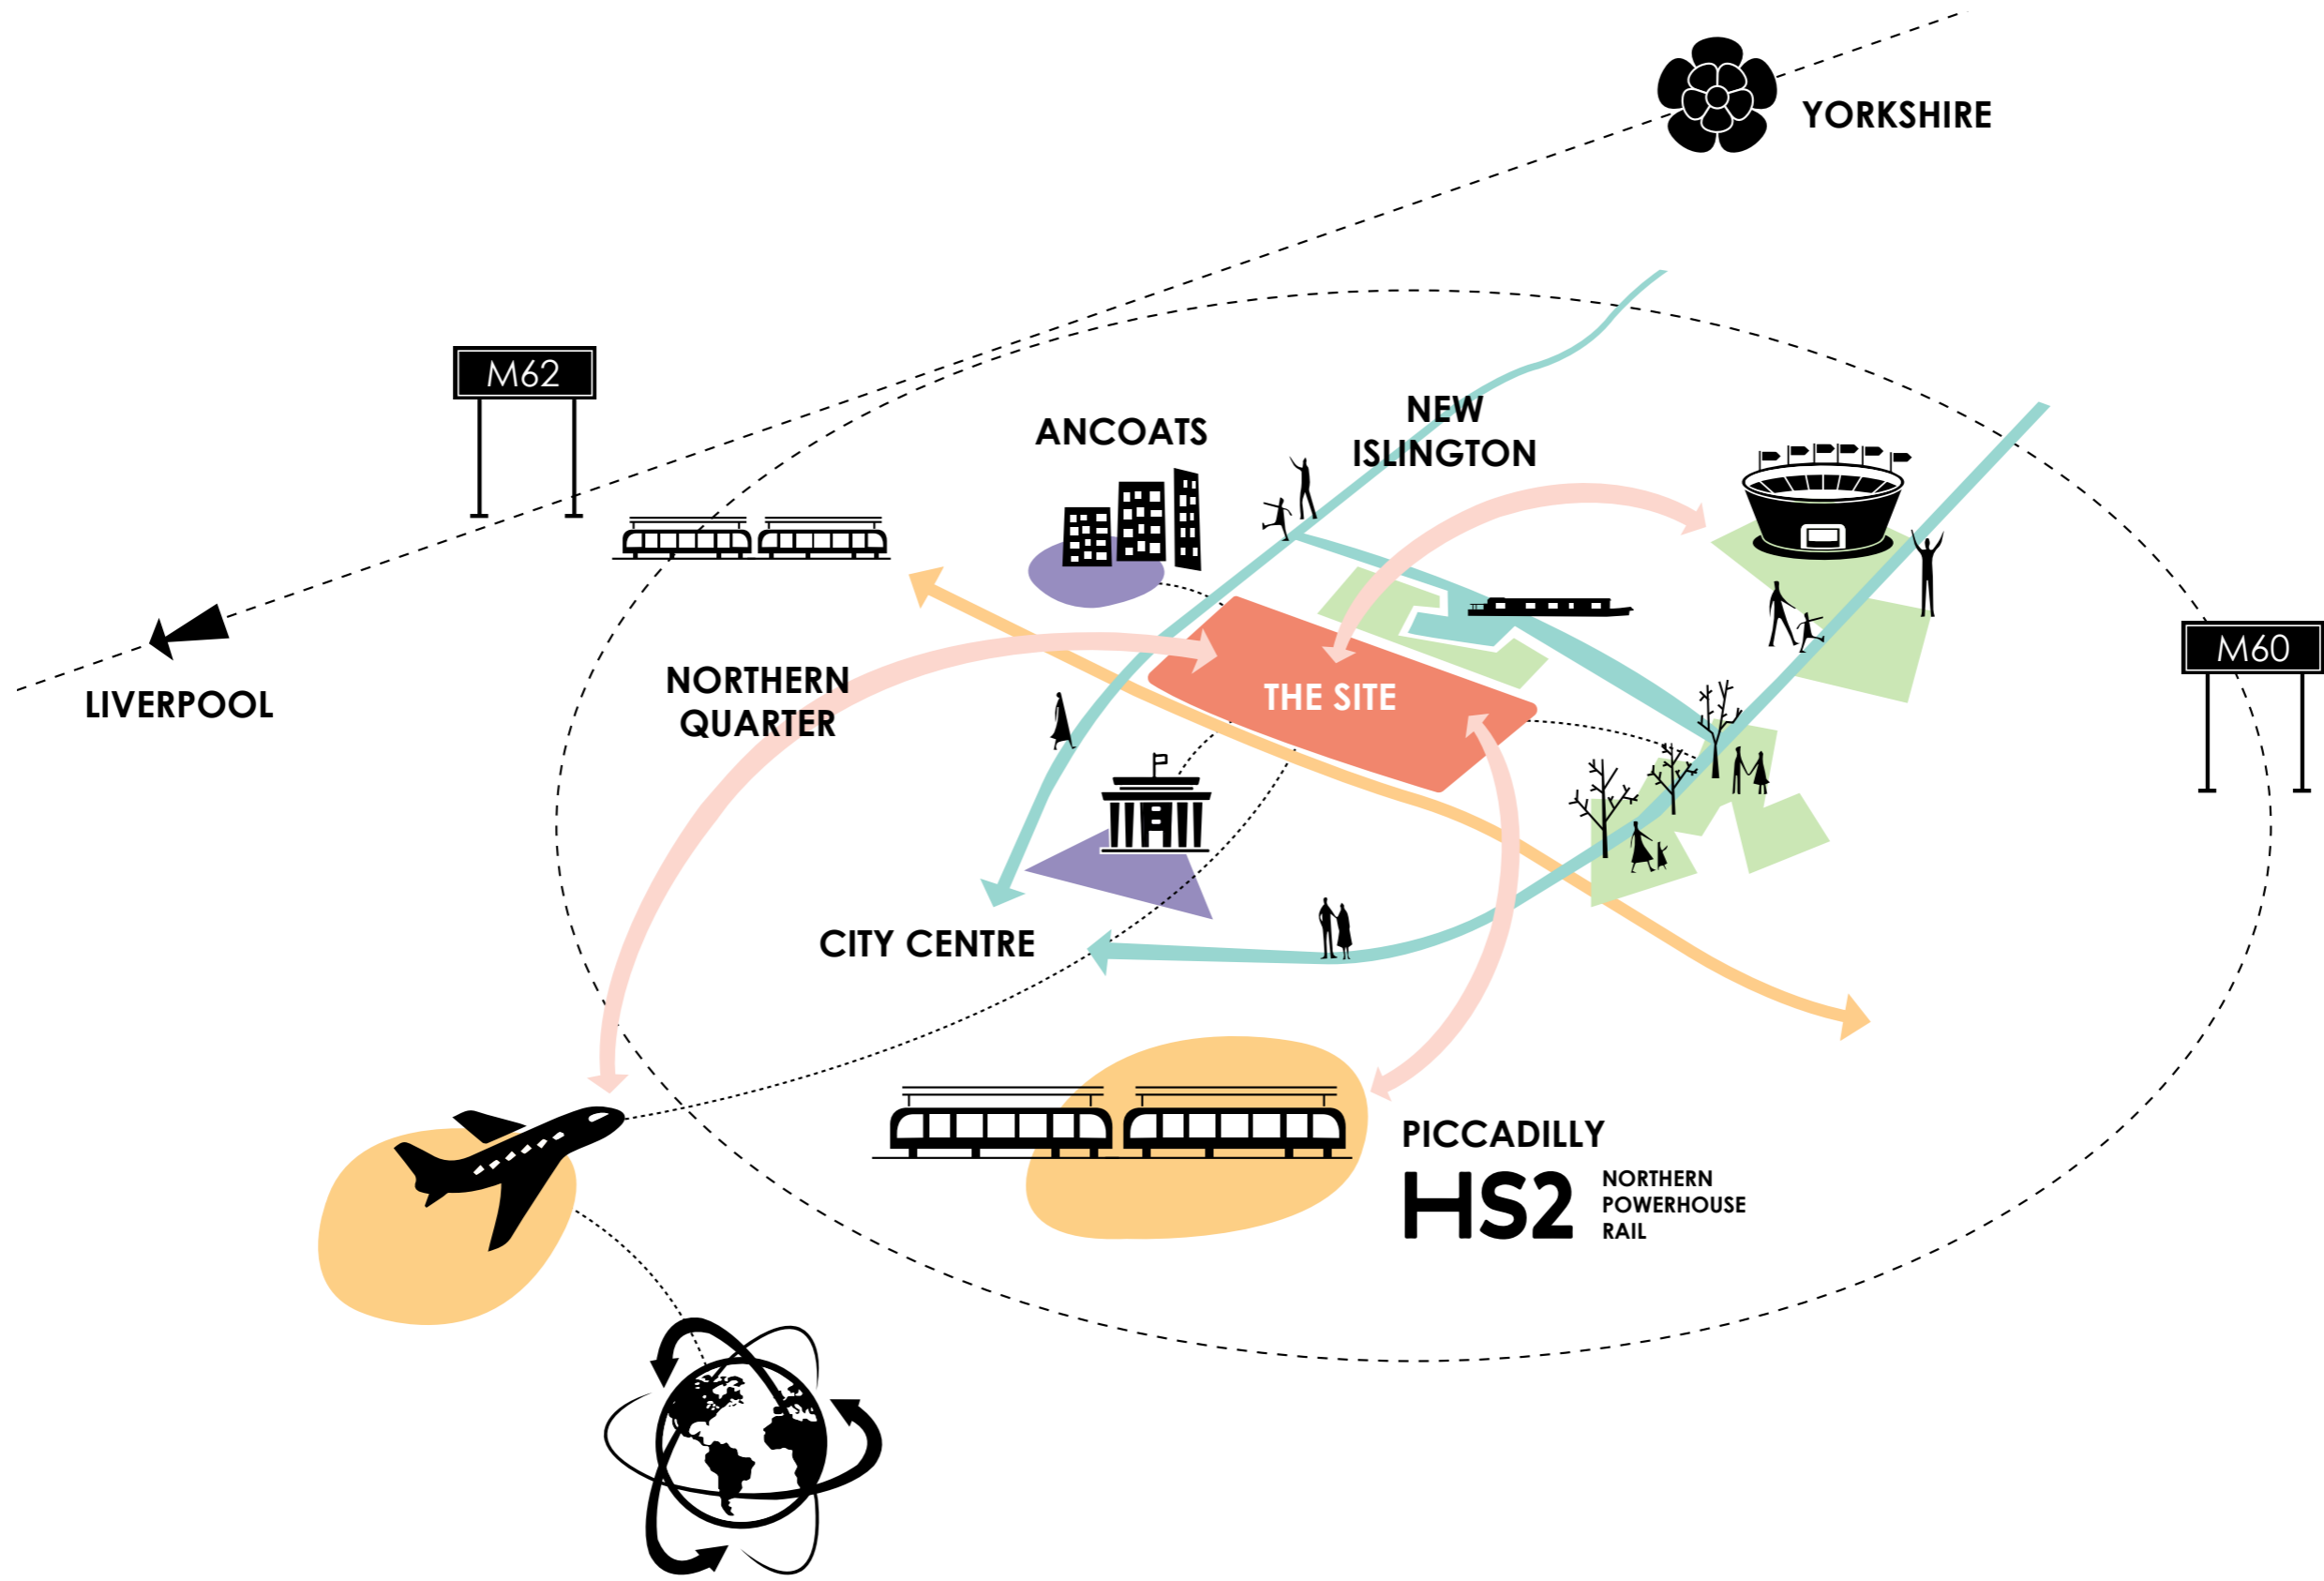 YORKSHIRE
M62
ANCOATS
NEW
ISLINGTON
M60
LIVERPOOL
NORTHERN
QUARTER
THE SITE
CITY CENTRE
PICCADILLY
HS2
NORTHERN
POWERHOUSE
RAIL